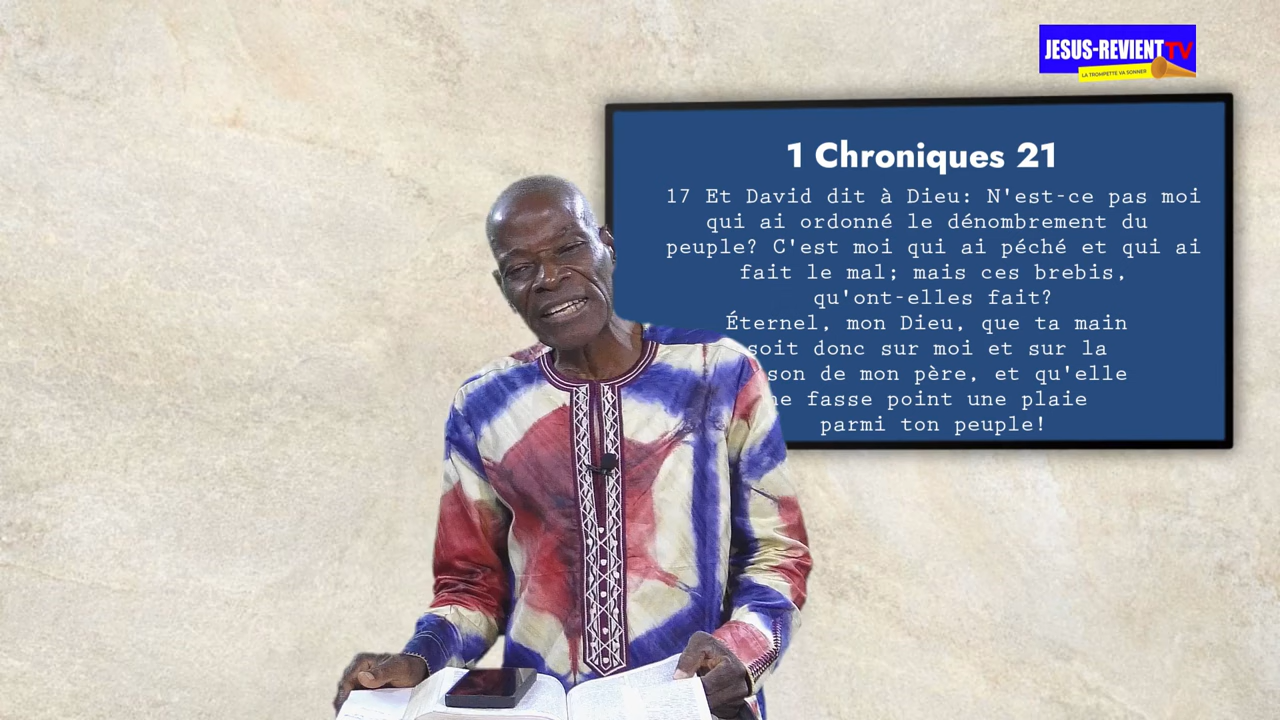 JESUS-REVIENT TV
LA TROMPETTE VA SONNER
1 Chroniques 21
17 Et David dit à Dieu: N'est-ce pas moi
qui ai ordonné le dénombrement du
peuple? C'est moi qui ai péché et qui ai
fait le mal; mais ces brebis,
qu'ont-elles fait?
Éternel, mon Dieu, que ta main
soit donc sur moi et sur la
son de mon père, et qu'elle
ne fasse point une plaie
parmi ton peuple!